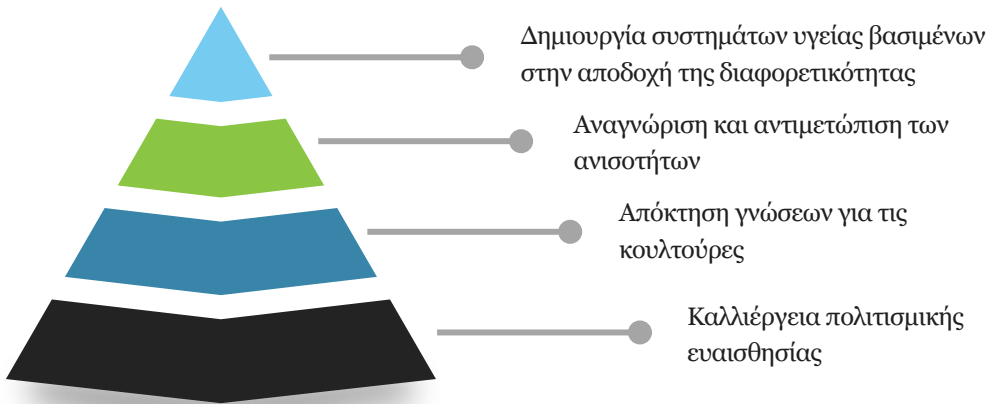 Δημιουργία συστημάτων υγείας βασιμένων
στην αποδοχή της διαφορετικότητας
Αναγνώριση και αντιμετώπιση των
ανισοτήτων
Απόκτηση γνώσεων για τις
κουλτούρες
Καλλιέργεια πολιτισμικής
ευαισθησίας